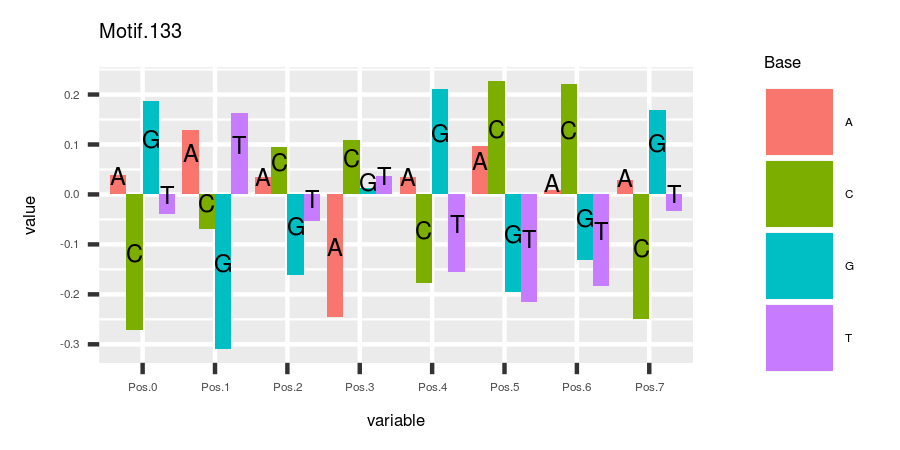 Motif.133
Base
value
0.2
0.1
0.0
-0.1
-0.2
-0.3
A C G T A C G T A C G T A C G T A C G T A C G T A C G T A C G T
Pos.0 Pos.1 Pos.2 Pos.3 Pos.4 Pos.5 Pos.6 Pos.7
variable
A
C
G
T